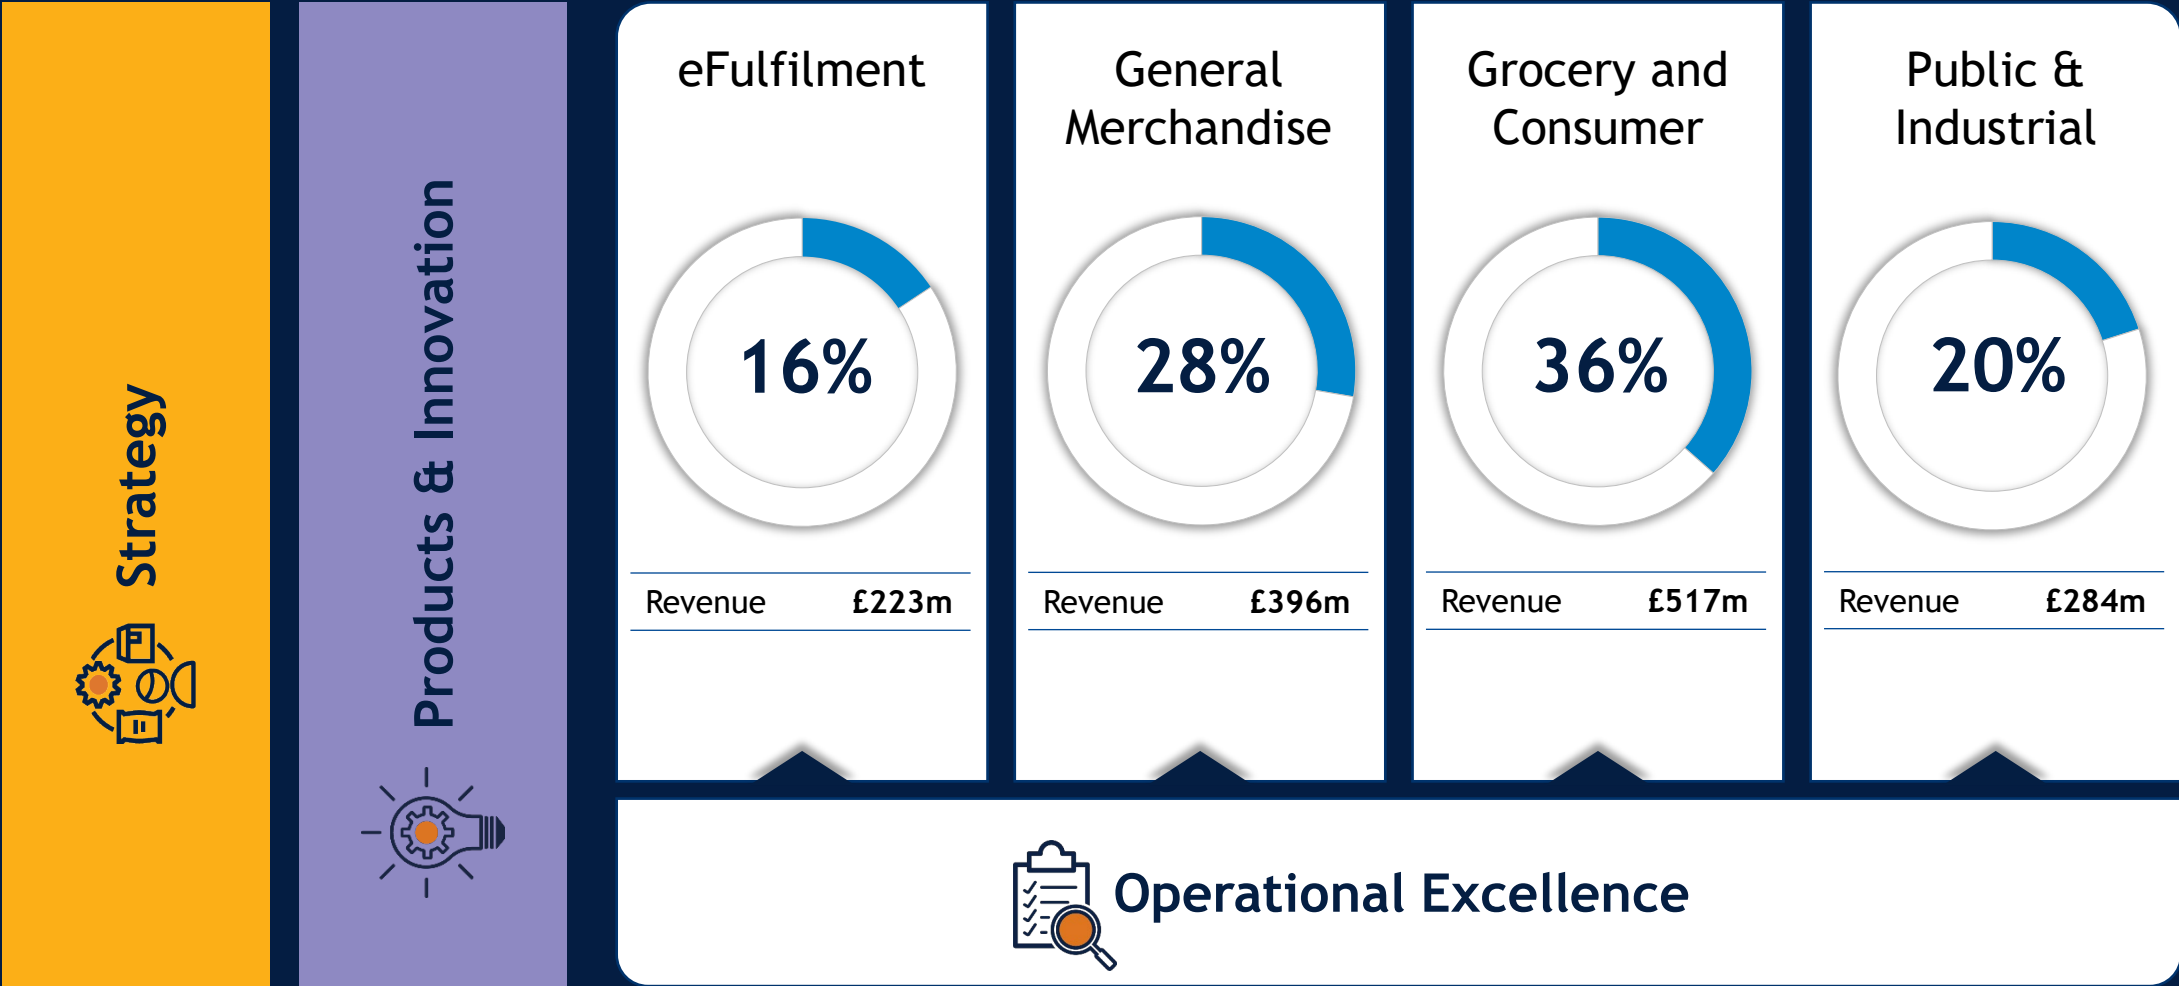 Strategy
Products & Innovation
eFulfilment
16%
Revenue £223m
General
Merchandise
28%
Revenue £396m
Grocery and
Consumer
36%
Revenue £517m
Public &
Industrial
20%
Revenue £284m
Operational Excellence